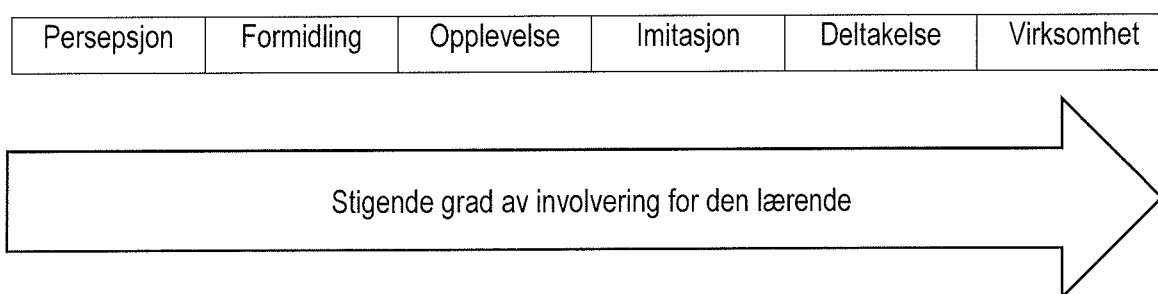 Persepsjon Formidling Opplevelse Imitasjon Deltakelse Virksomhet
Stigende grad av involvering for den lærende